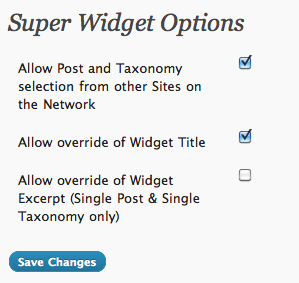 Super Widget Options
Allow Post and Taxonomy
selection from other Sites on
the Network
Allow override of Widget Title
Allow override of Widget
Excerpt (Single Post & Single
Taxonomy only)
Save Changes